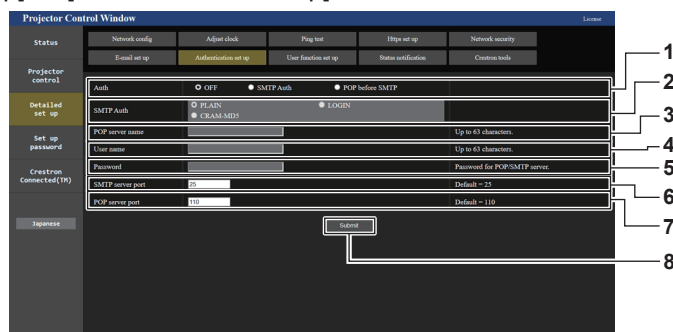 Projector Control Window
License
Status
Network config
Adjust clock
Ping test
Https set up
Network security
E-mail set up
Authentication set up
User function set up
Status notification
Crestron tools
Projector
control
Detailed
set up
Set up
password
Crestron
Connected(TM)
Japanese
Auth
OFF
SMTP Auth
POP before SMTP
1
SMTP Auth
PLAIN
LOGIN
CRAM-MD5
2
POP server name
Up to 63 characters.
3
User name
Up to 63 characters.
4
Password
Password for POP/SMTP server.
5
SMTP server port
25
Default = 25
6
POP server port
110
Default = 110
7
Submit
8